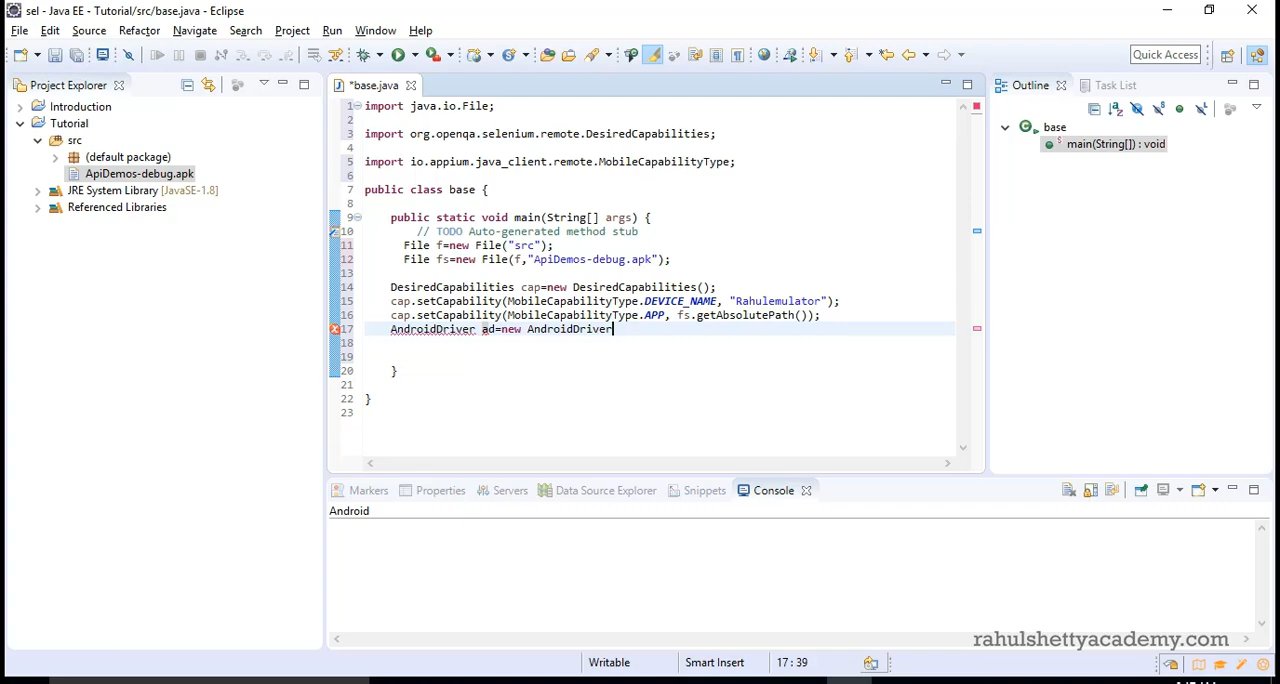 sel - Java EE - Tutorial/src/base.java - Eclipse
File Edit Source Refactor Navigate Search Project Run Window Help
Quick Access
Project Explorer
*base.java
Outline
Task List
Introduction
Tutorial
src
(default package)
ApiDemos-debug.apk
JRE System Library [JavaSE-1.8]
Referenced Libraries
1 import java.io.File;
2
3 import org.openqa.selenium.remote.DesiredCapabilities;
4
5 import io.appium.java_client.remote.MobileCapabilityType;
6
7 public class base {
8
9 public static void main(String[] args) {
10 // TODO Auto-generated method stub
11 File f=new File("src");
12 File fs=new File(f,"ApiDemos-debug.apk");
13
14 DesiredCapabilities cap=new DesiredCapabilities();
15 cap.setCapability(MobileCapabilityType.DEVICE_NAME, "Rahulemulator");
16 cap.setCapability(MobileCapabilityType.APP, fs.getAbsolutePath());
17 AndroidDriver ad=new AndroidDriver
18
19
20 }
21
22 }
23
base
main(String[]) : void
Markers Properties Servers Data Source Explorer Snippets Console
Android
rahulshettyacademy.com
Writable Smart Insert 17 : 39